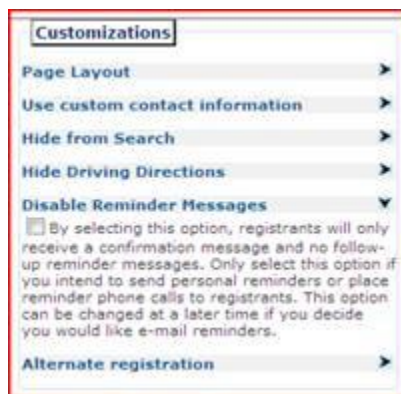 Customizations
Page Layout
Use custom contact information
Hide from Search
Hide Driving Directions
Disable Reminder Messages
By selecting this option, registrants will only
receive a confirmation message and no follow-
up reminder messages. Only select this option if
you intend to send personal reminders or place
reminder phone calls to registrants. This option
can be changed at a later time if you decide
you would like e-mail reminders.
Alternate registration